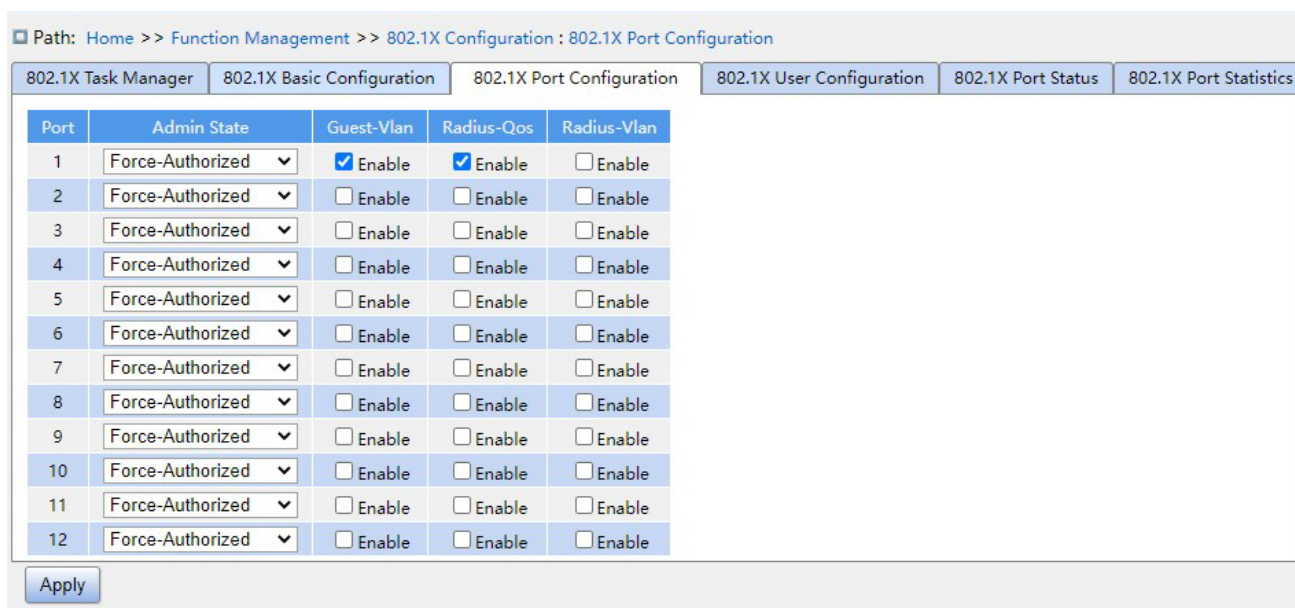 Path: Home >> Function Management >> 802.1X Configuration : 802.1X Port Configuration
802.1X Task Manager 802.1X Basic Configuration 802.1X Port Configuration 802.1X User Configuration 802.1X Port Status 802.1X Port Statistics
Port Admin State Guest-Vlan Radius-Qos Radius-Vlan
1 Force-Authorized Enable Enable Enable
2 Force-Authorized Enable Enable Enable
3 Force-Authorized Enable Enable Enable
4 Force-Authorized Enable Enable Enable
5 Force-Authorized Enable Enable Enable
6 Force-Authorized Enable Enable Enable
7 Force-Authorized Enable Enable Enable
8 Force-Authorized Enable Enable Enable
9 Force-Authorized Enable Enable Enable
10 Force-Authorized Enable Enable Enable
11 Force-Authorized Enable Enable Enable
12 Force-Authorized Enable Enable Enable
Apply